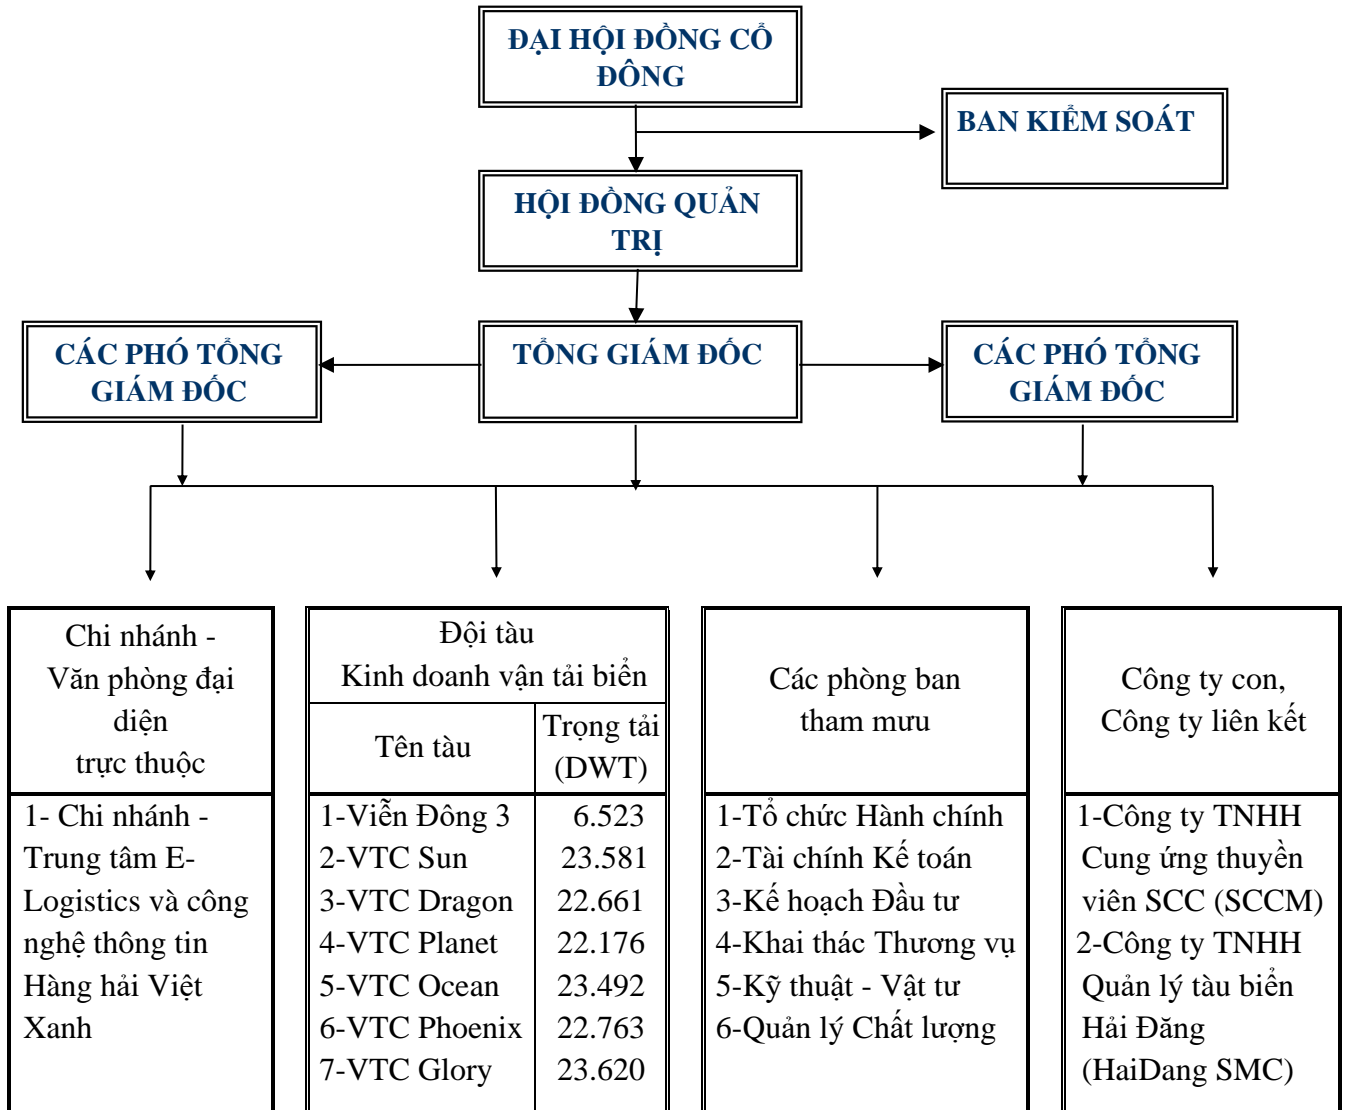 ĐẠI HỘI ĐỒNG CỔ
ĐÔNG
BAN KIỂM SOÁT
HỘI ĐỒNG QUẢN
TRỊ
CÁC PHÓ TỔNG
GIÁM ĐỐC
TỔNG GIÁM ĐỐC
CÁC PHÓ TỔNG
GIÁM ĐỐC
Chi nhánh -
Văn phòng đại
diện
trực thuộc
1- Chi nhánh -
Trung tâm E-
Logistics và công
nghệ thông tin
Hàng hải Việt
Xanh
Đội tàu
Kinh doanh vận tải biển
Tên tàu
Trọng tải
(DWT)
1-Viễn Đông 3 6.523
2-VTC Sun 23.581
3-VTC Dragon 22.661
4-VTC Planet 22.176
5-VTC Ocean 23.492
6-VTC Phoenix 22.763
7-VTC Glory 23.620
Các phòng ban
tham mưu
1-Tổ chức Hành chính
2-Tài chính Kế toán
3-Kế hoạch Đầu tư
4-Khai thác Thương vụ
5-Kỹ thuật - Vật tư
6-Quản lý Chất lượng
Công ty con,
Công ty liên kết
1-Công ty TNHH
Cung ứng thuyền
viên SCC (SCCM)
2-Công ty TNHH
Quản lý tàu biển
Hải Đăng
(HaiDang SMC)